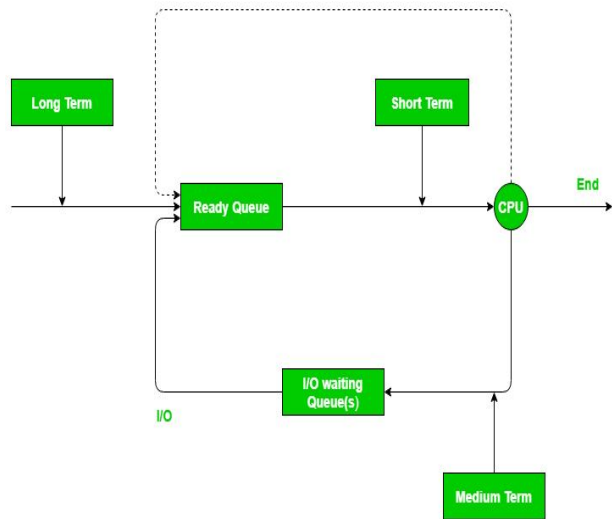 Long Term
Short Term
End
Ready Queue
CPU
I/O waiting
Queue(s)
I/O
Medium Term